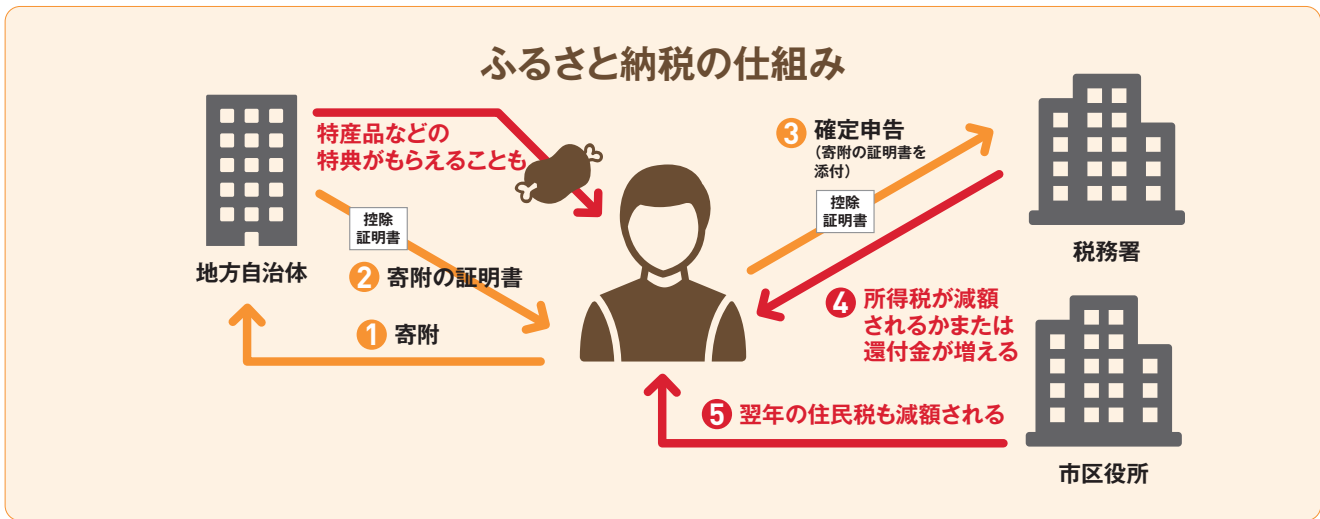 ふるさと納税の仕組み
特産品などの
特典がもらえることも
控除
証明書
地方自治体
❷ 寄附の証明書
❶ 寄附
❸ 確定申告
(寄附の証明書を
添付)
控除
証明書
税務署
❹ 所得税が減額
されるかまたは
還付金が増える
❺ 翌年の住民税も減額される
市区役所